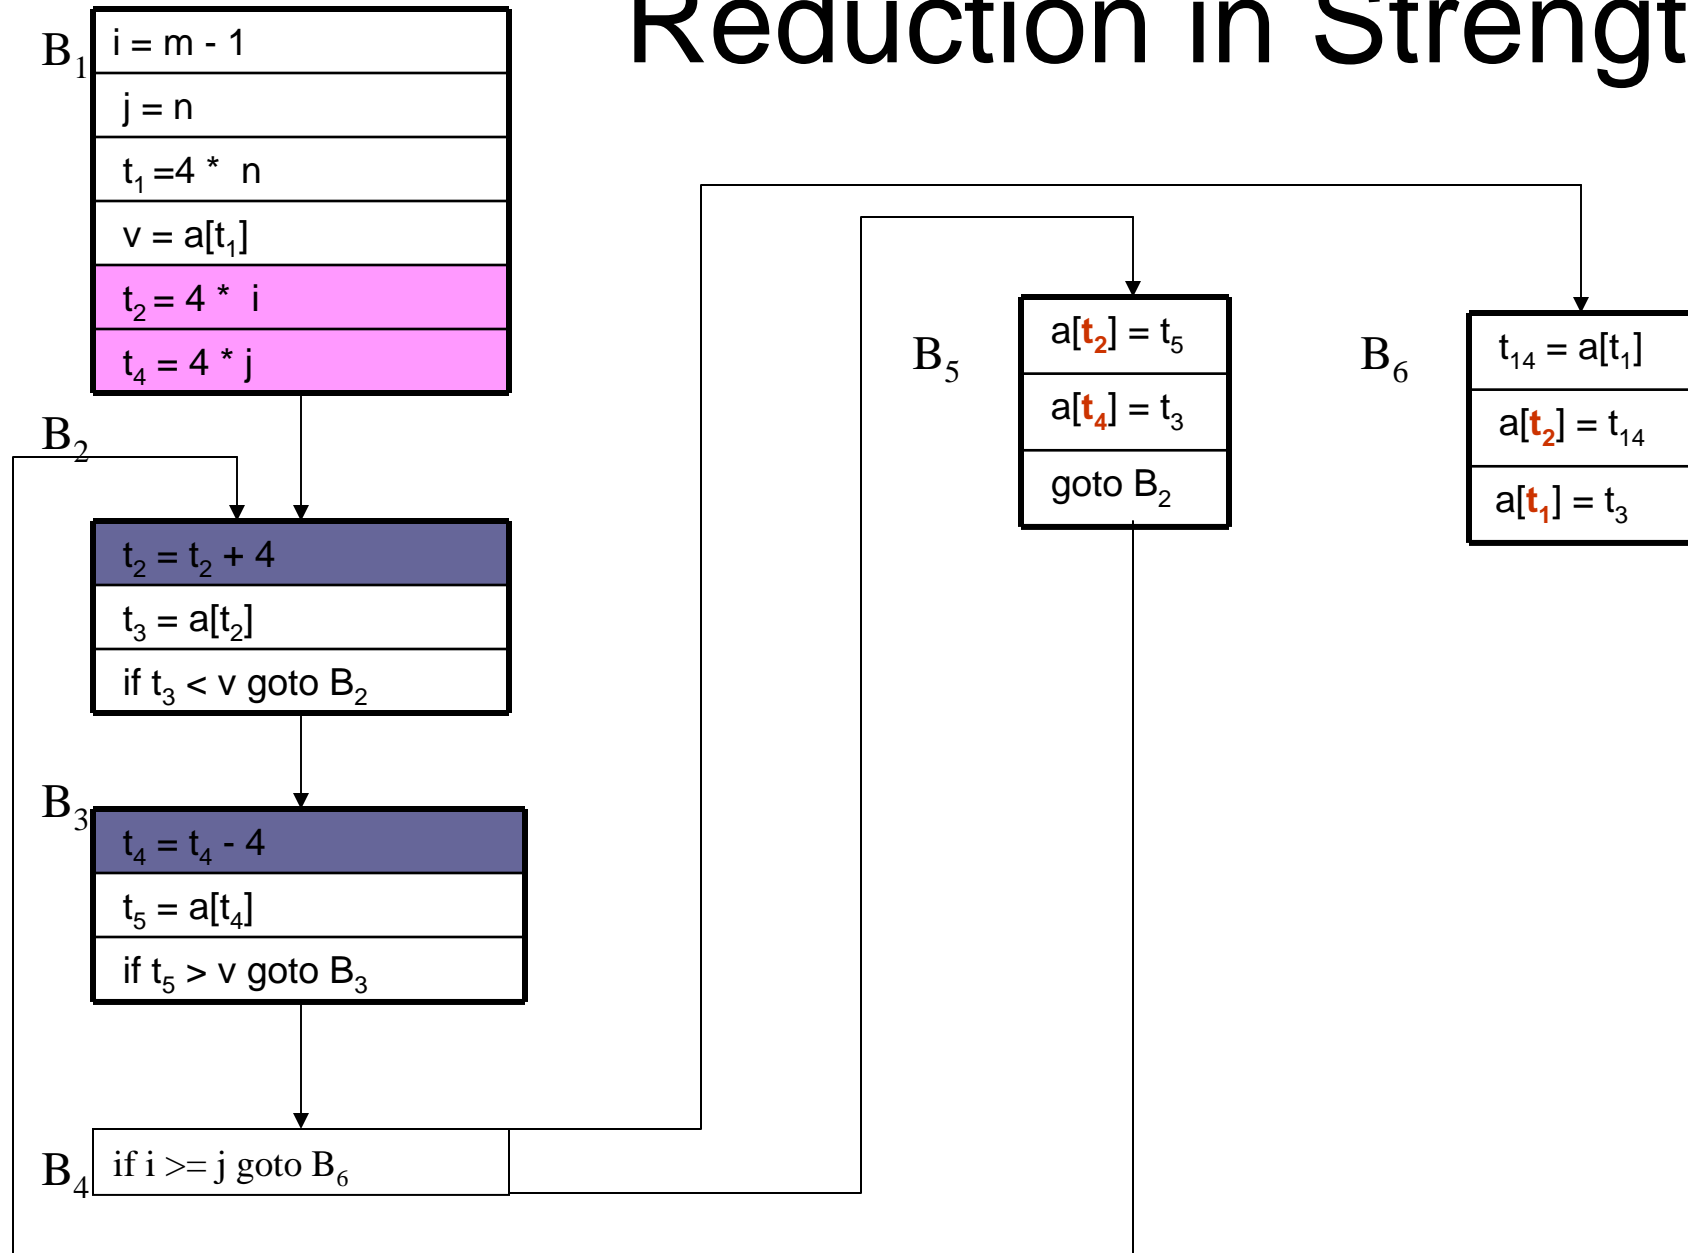 Reduction in Strengt
B₁
i = m - 1
j = n
t₁ =4 * n
v = a[t₁]
t₂ = 4 * i
t₄ = 4 * j
B₂
t₂ = t₂ + 4
t₃ = a[t₂]
if t₃ < v goto B₂
B₃
t₄ = t₄ - 4
t₅ = a[t₄]
if t₅ > v goto B₃
B₄
if i >= j goto B₆
B₅
a[t₂] = t₅
a[t₄] = t₃
goto B₂
B₆
t₁₄ = a[t₁]
a[t₂] = t₁₄
a[t₁] = t₃